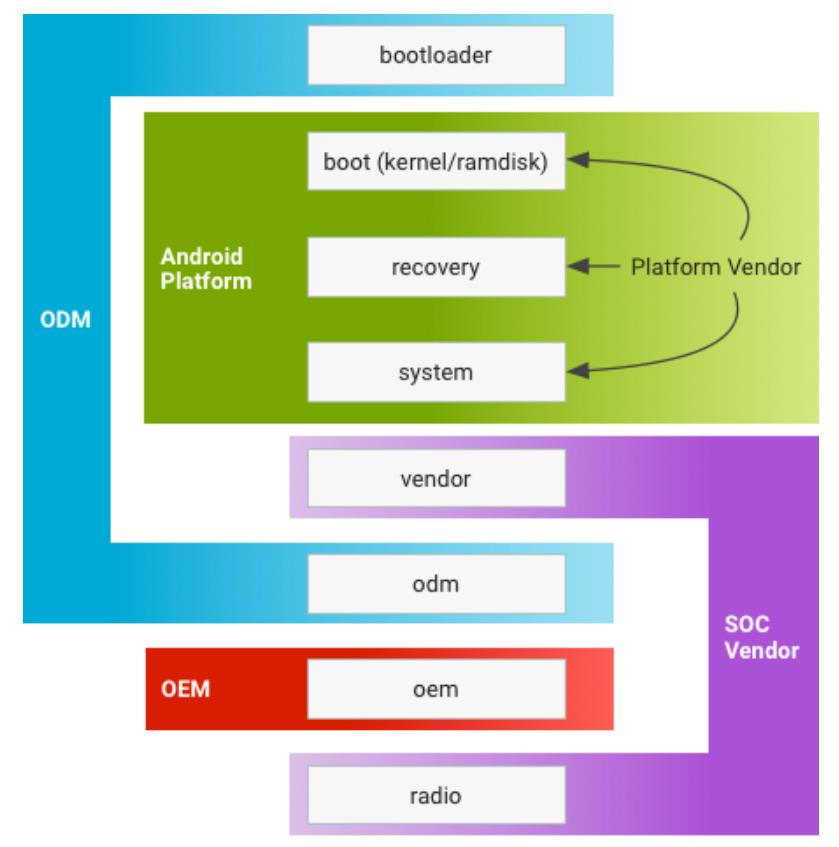 bootloader
boot (kernel/ramdisk)
Android
Platform
recovery
Platform Vendor
ODM
system
vendor
odm
SOC
Vendor
OEM
oem
radio